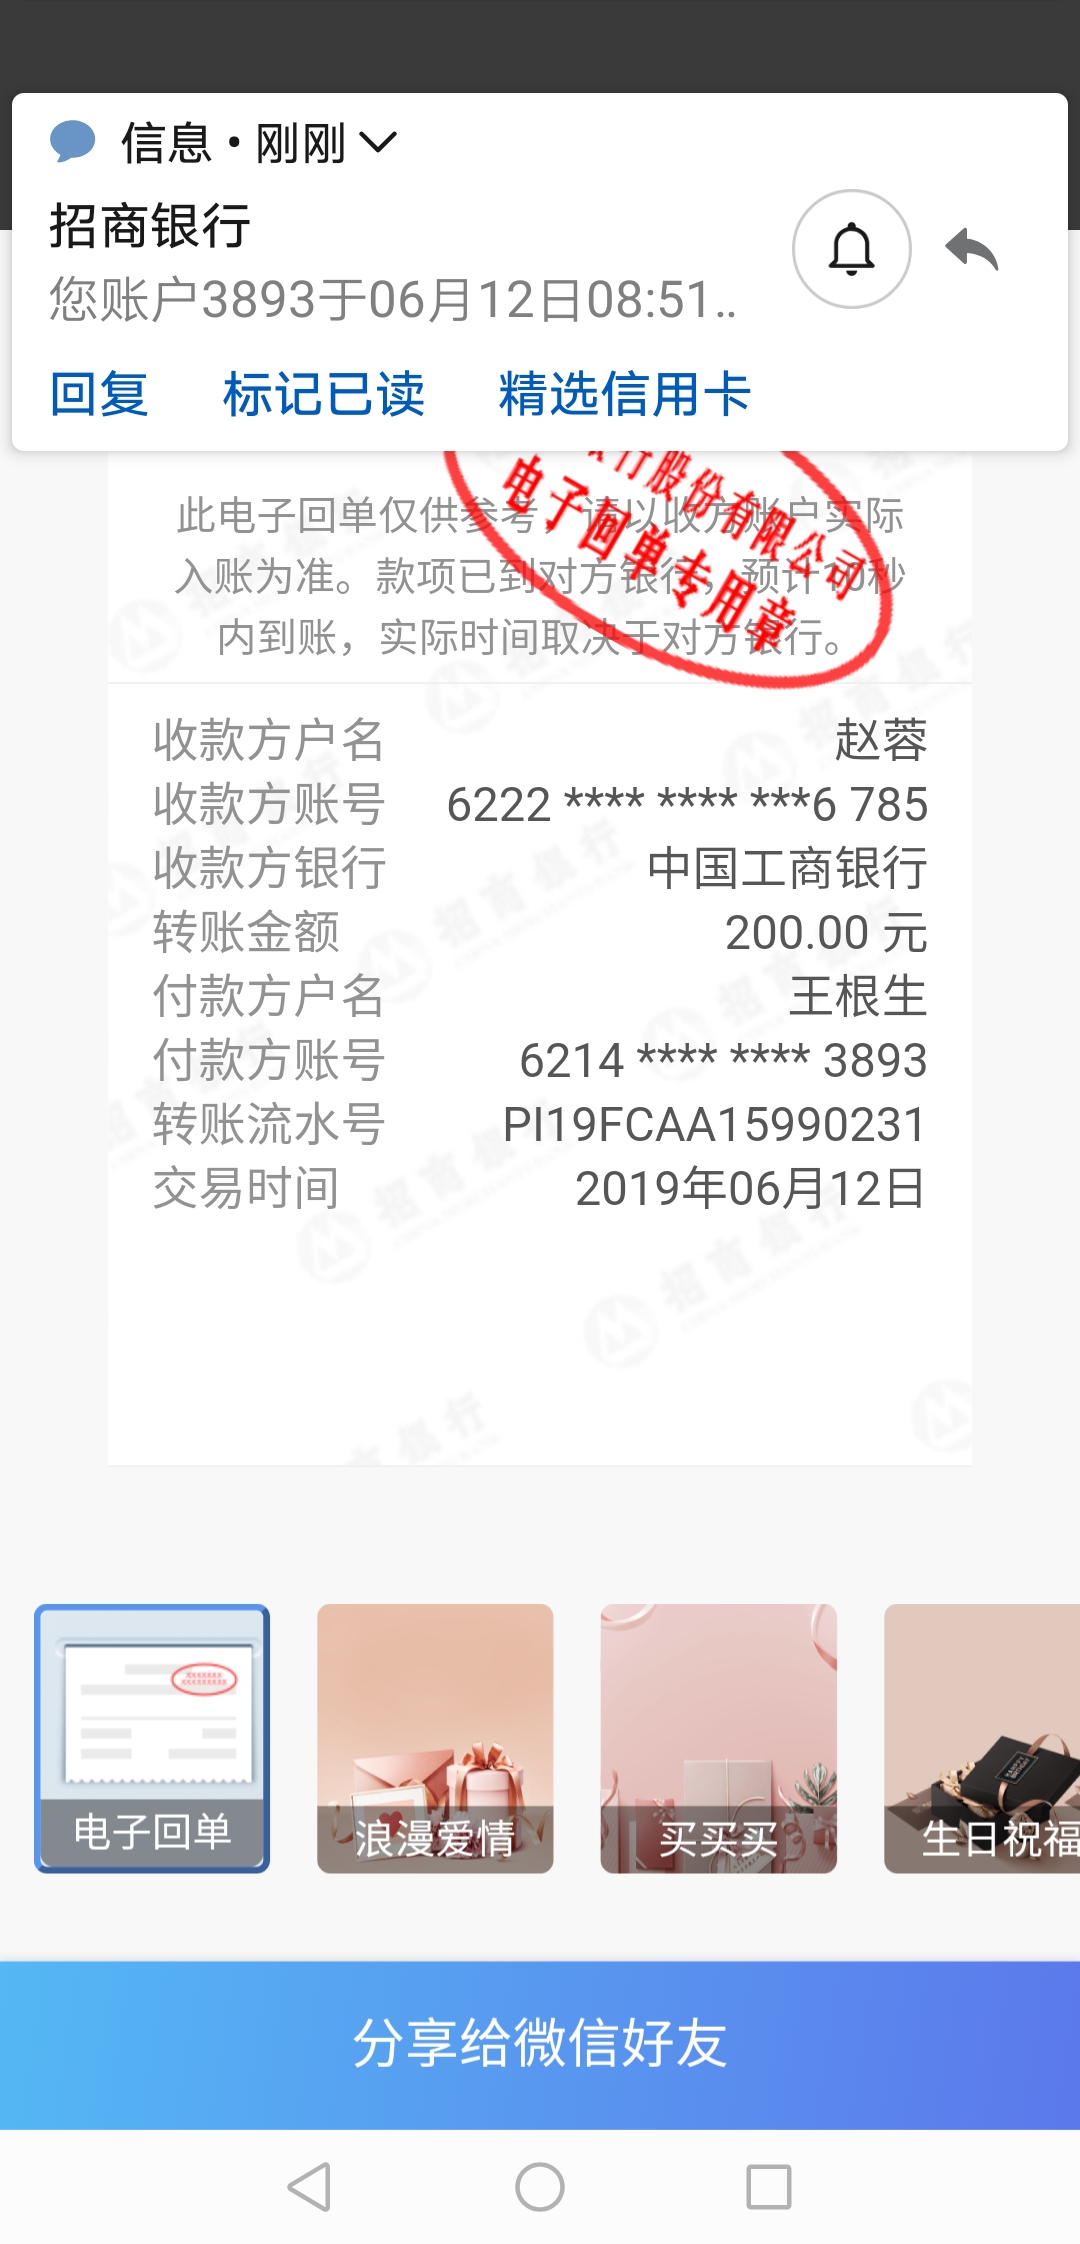 信息 • 刚刚
招商银行
您账户3893于06月12日08:51..
回复 标记已读 精选信用卡
行股份有限公司
电子回单专用章
此电子回单仅供参考，请以收方账户实际
入账为准。款项已到对方银行，预计10秒
内到账，实际时间取决于对方银行。
收款方户名 赵蓉
收款方账号 6222 **** **** ***6 785
收款方银行 中国工商银行
转账金额 200.00 元
付款方户名 王根生
付款方账号 6214 **** **** 3893
转账流水号 PI19FCAA15990231
交易时间 2019年06月12日
招商银行
电子回单 浪漫爱情 买买买 生日祝福
分享给微信好友